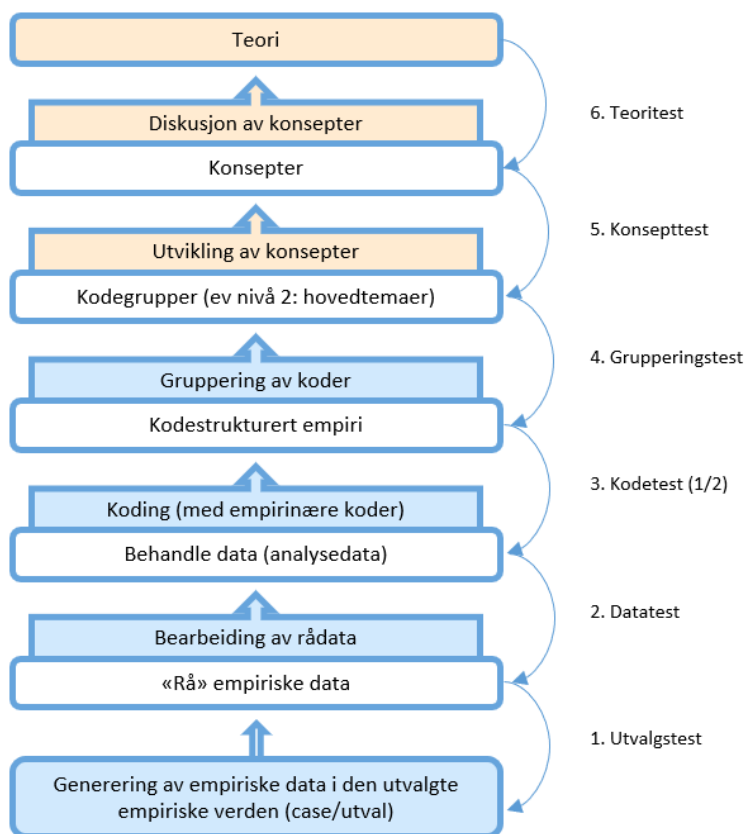 Teori
6. Teoritest
Diskusjon av konsepter
Konsepter
5. Konsepttest
Utvikling av konsepter
Kodegrupper (ev nivå 2: hovedtemaer)
4. Grupperingstest
Gruppering av koder
Kodestrukturert empiri
3. Kodetest (1/2)
Koding (med empirinære koder)
Behandle data (analysedata)
2. Datatest
Bearbeiding av rådata
«Rå» empiriske data
1. Utvalgstest
Generering av empiriske data i den utvalgte
empiriske verden (case/utval)